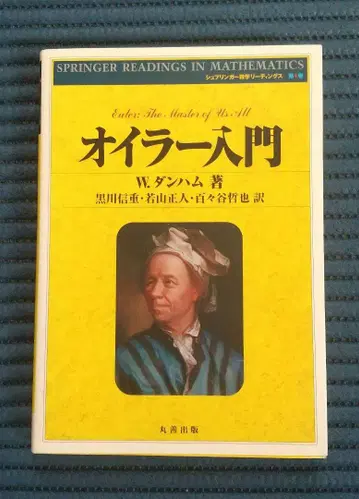 SPRINGER READINGS IN MATHEMATICS
シュプリンガー数学リーディングス
Euler: The Master of Us All
オイラー入門
W.ダンハム 著
黒川信重・若山正人・百々谷哲也 訳
丸善出版